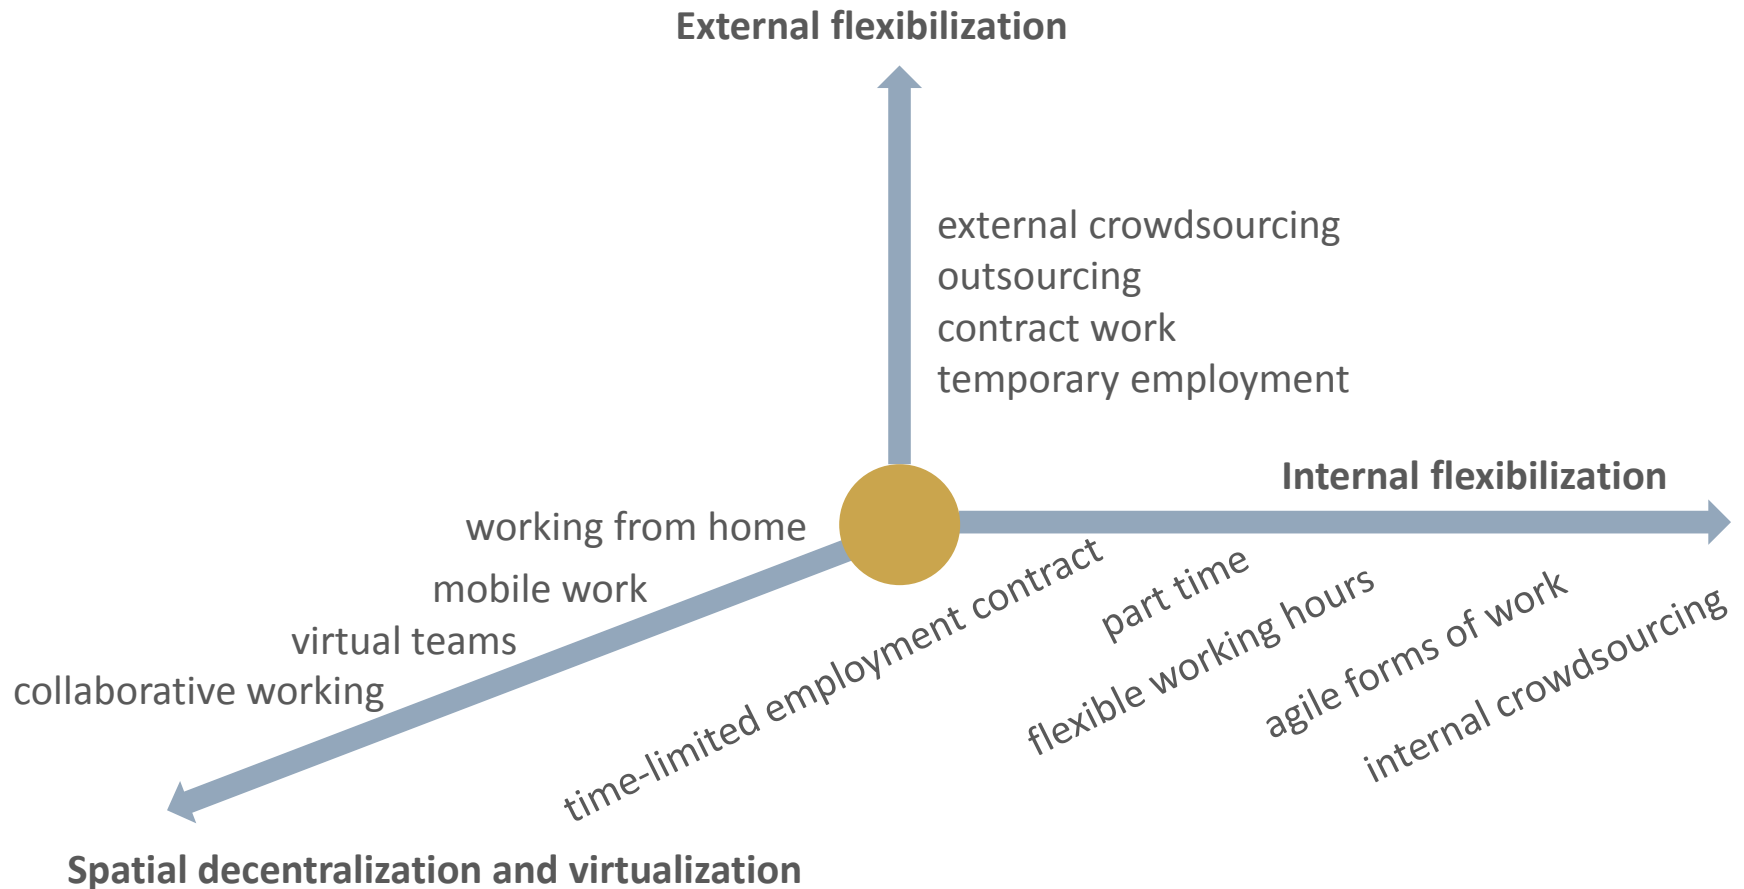 External flexibilization
external crowdsourcing
outsourcing
contract work
temporary employment
Internal flexibilization
working from home
mobile work
virtual teams
collaborative working
time-limited employment contract
part time
flexible working hours
agile forms of work
internal crowdsourcing
Spatial decentralization and virtualization